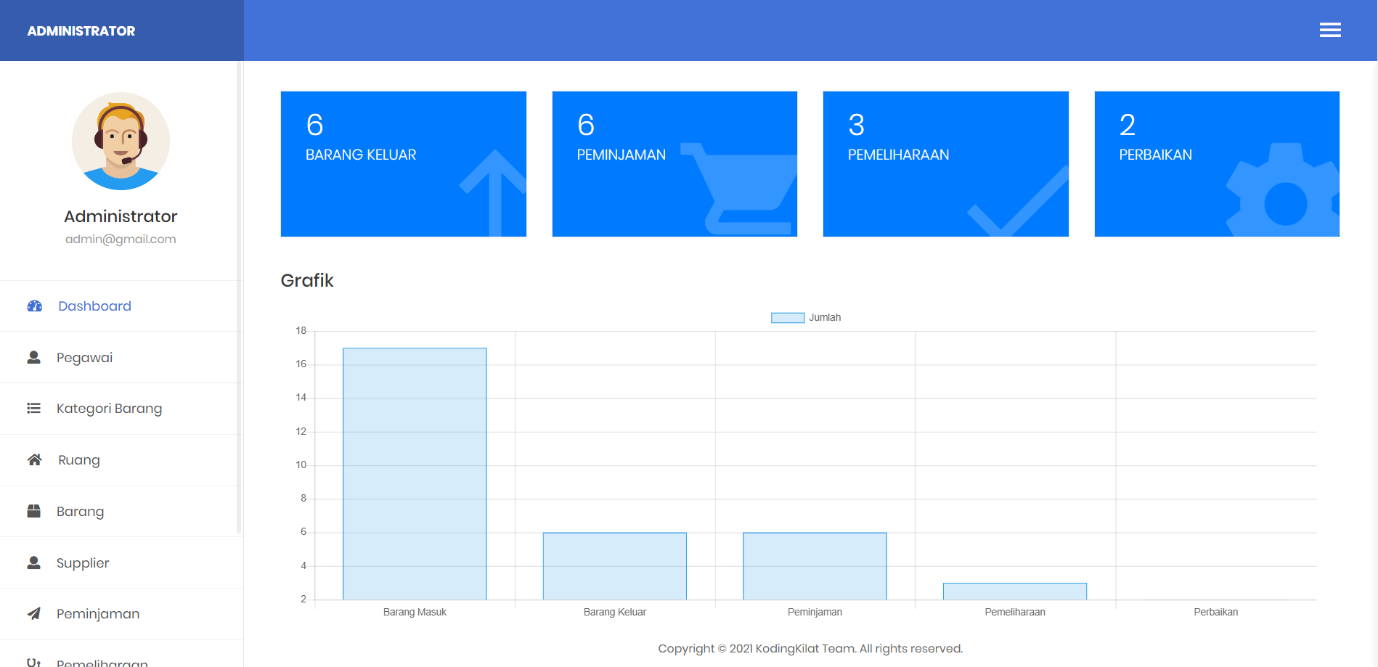 ADMINISTRATOR
Administrator
admin@gmail.com
Dashboard
Pegawai
Kategori Barang
Ruang
Barang
Supplier
Peminjaman
Pemeliharaan
6
BARANG KELUAR
6
PEMINJAMAN
3
PEMELIHARAAN
2
PERBAIKAN
Grafik
Jumlah
18
16
14
12
10
8
6
4
2
Barang Masuk
Barang Keluar
Peminjaman
Pemeliharaan
Perbaikan
Copyright © 2021 KodingKilat Team. All rights reserved.